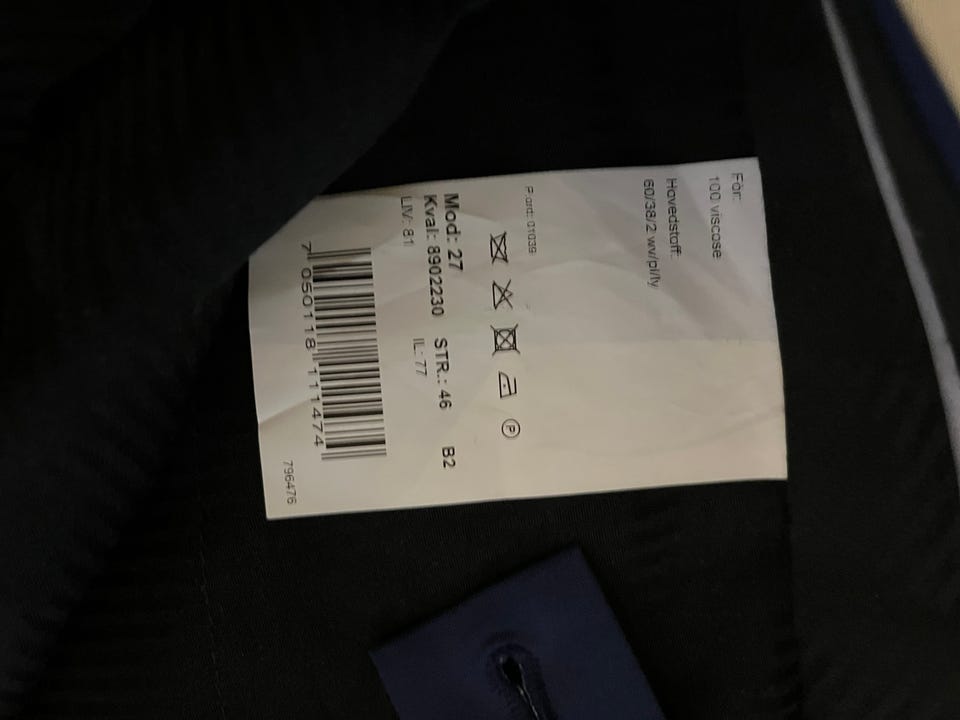 Fôr:
100 viscose
Hovedstoff:
60/38/2 wv/pl/ly
P.ord: 01039
P
Mod: 27 STR.: 46 B2
Kval: 8902230
LIV: 81 IL: 77
7 050118 111474
796476